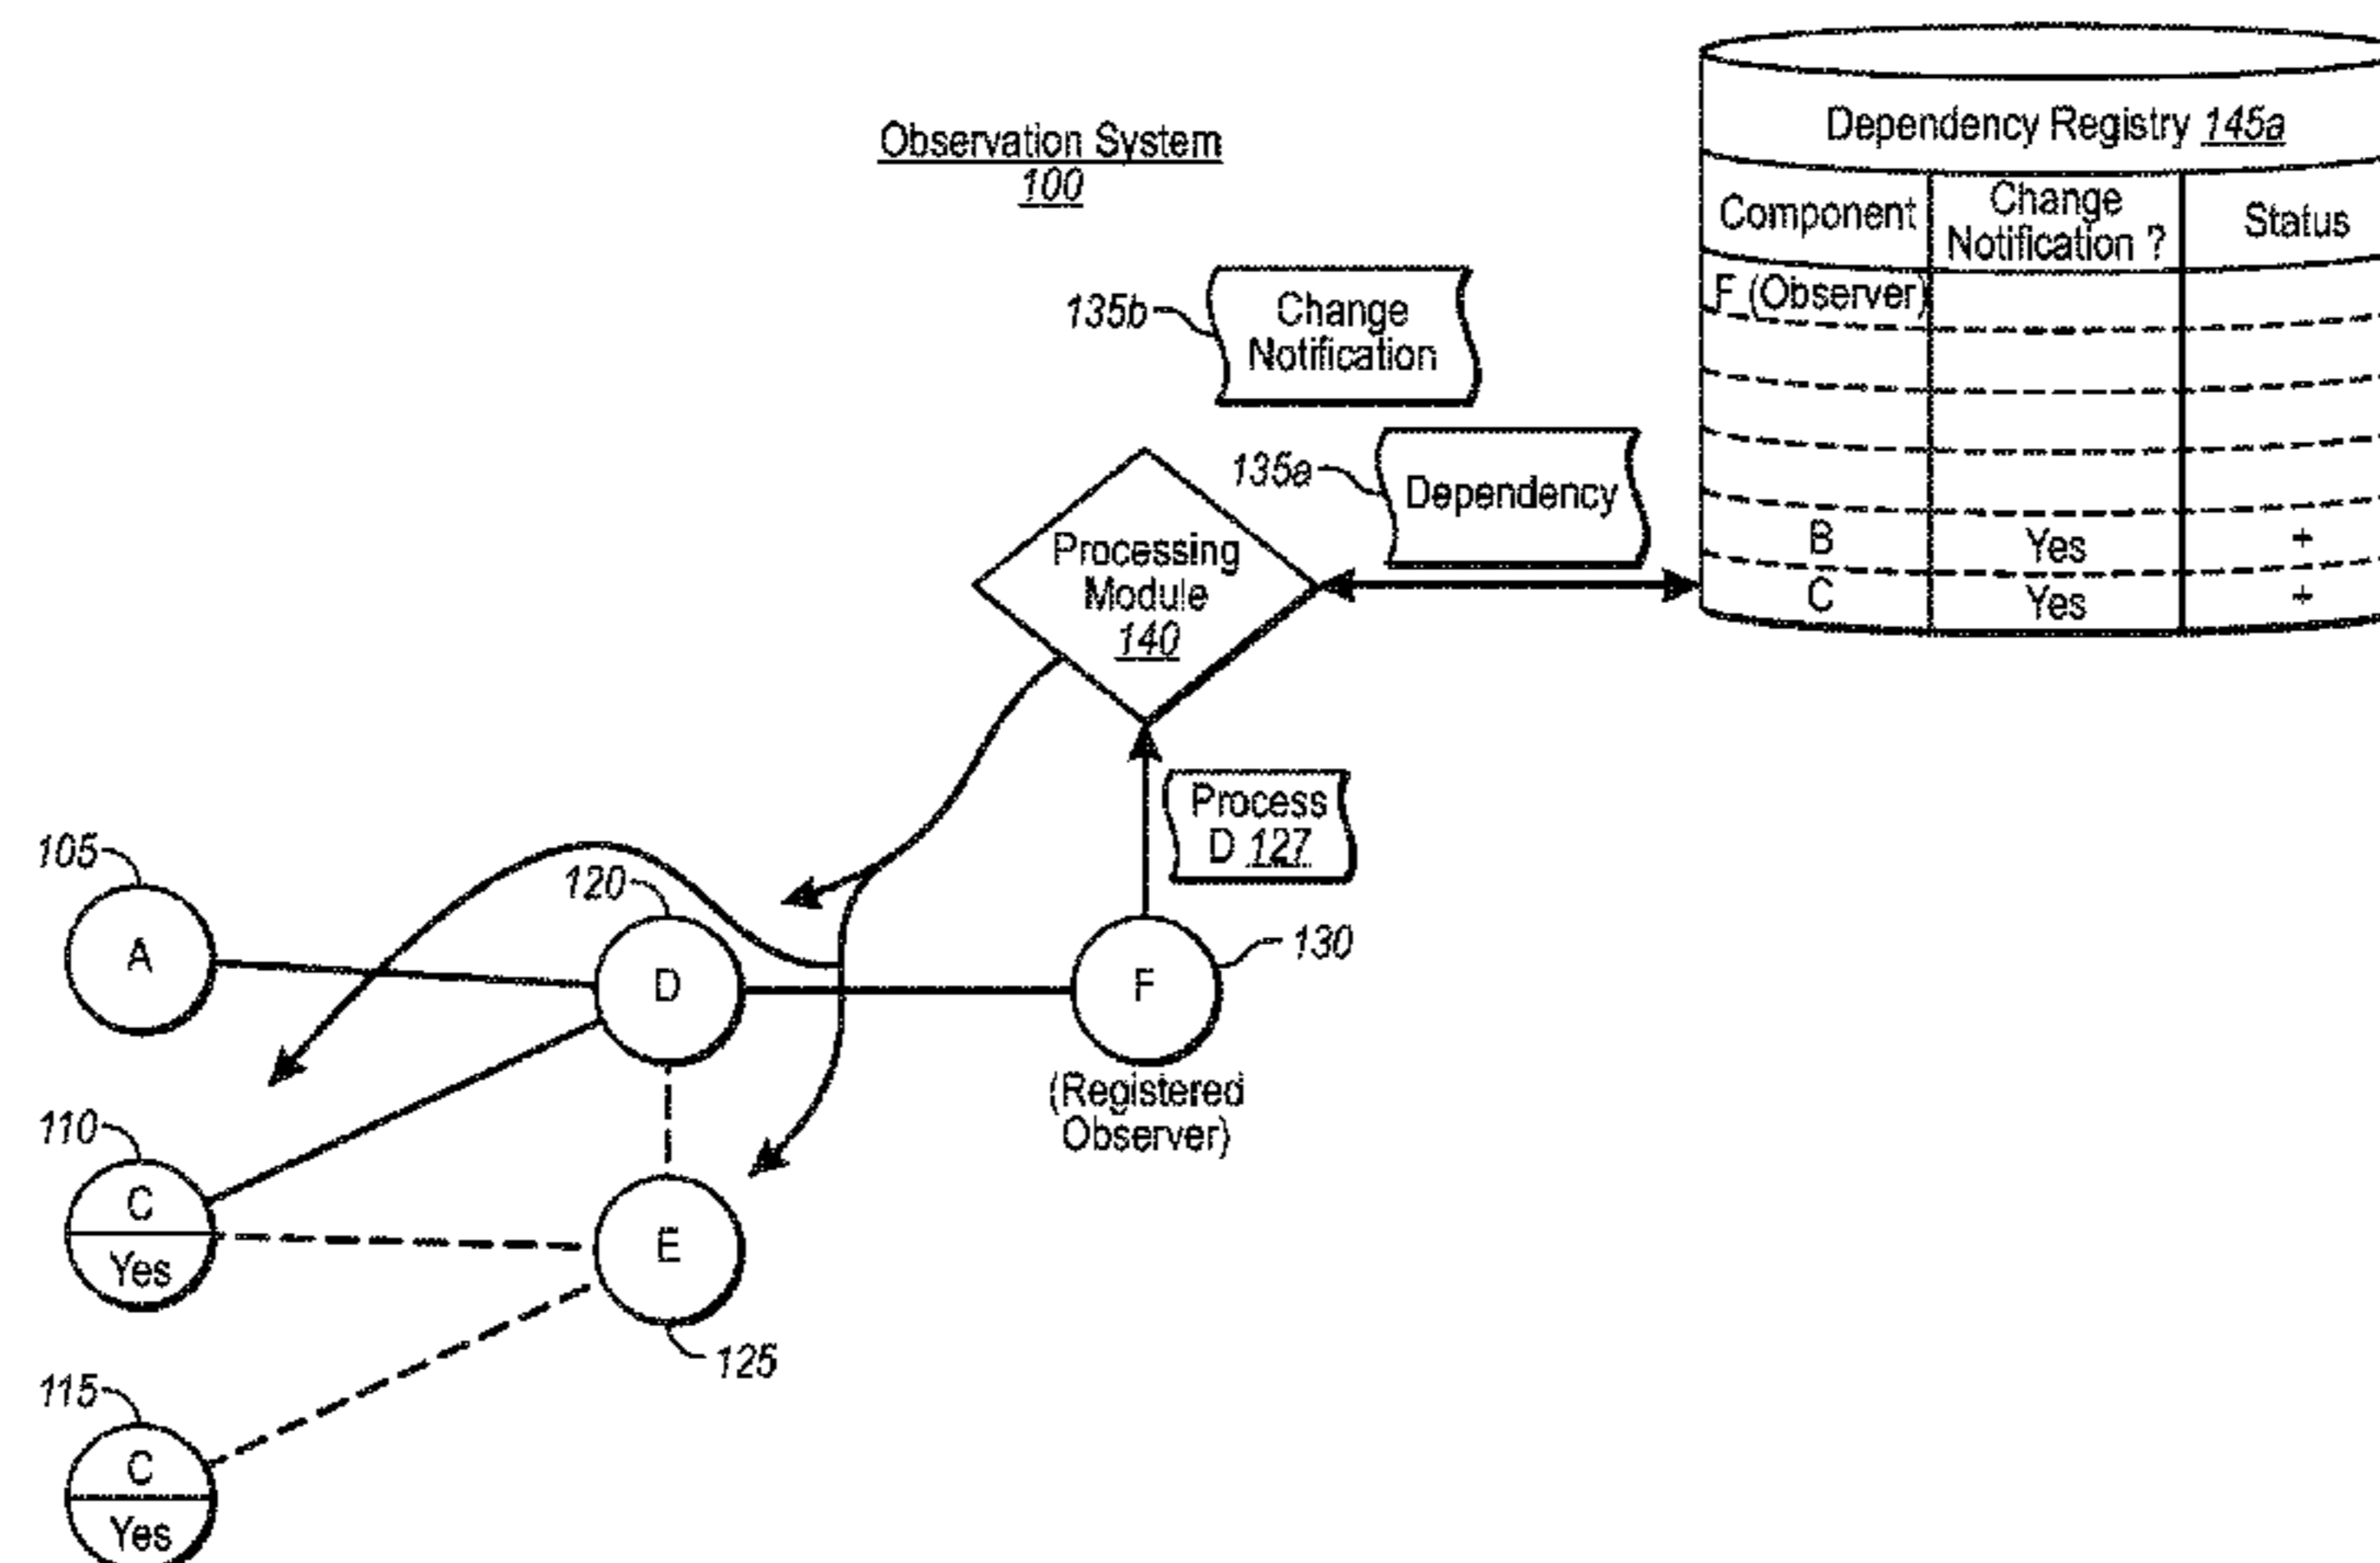 Observation System
100
Dependency Registry 145a
Component
Change
Notification ?
Status
F (Observer)
B Yes +
C Yes +
135b
Change
Notification
135a
Dependency
Processing
Module
140
Process
D 127
105
A
120
D
130
F
(Registered
Observer)
110
C
Yes
E
125
115
C
Yes